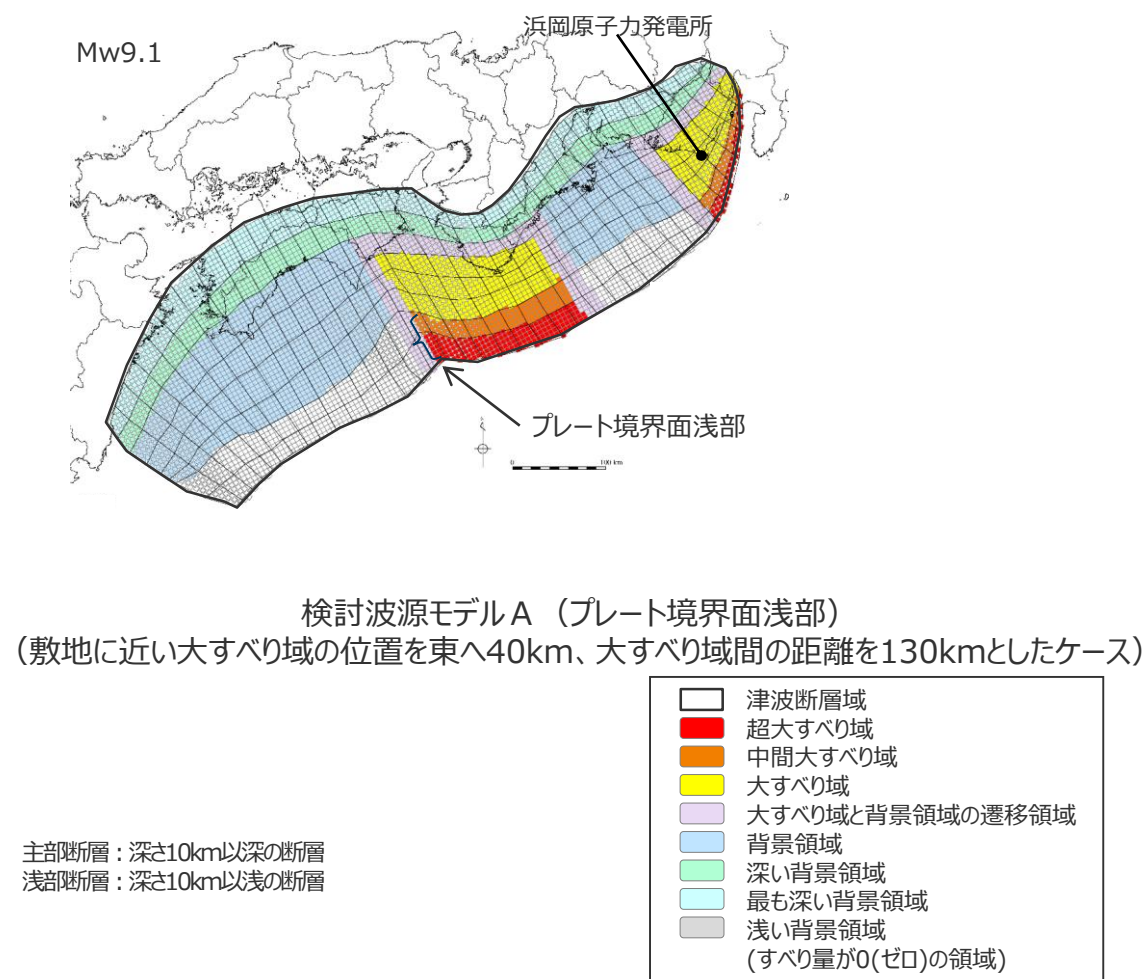 浜岡原子力発電所
Mw9.1
プレート境界面浅部
0 100 km
検討波源モデルA （プレート境界面浅部）
（敷地に近い大すべり域の位置を東へ40km、大すべり域間の距離を130kmとしたケース）
津波断層域
超大すべり域
中間大すべり域
大すべり域
大すべり域と背景領域の遷移領域
背景領域
深い背景領域
最も深い背景領域
浅い背景領域
(すべり量が0(ゼロ)の領域)
主部断層：深さ10km以深の断層
浅部断層：深さ10km以浅の断層